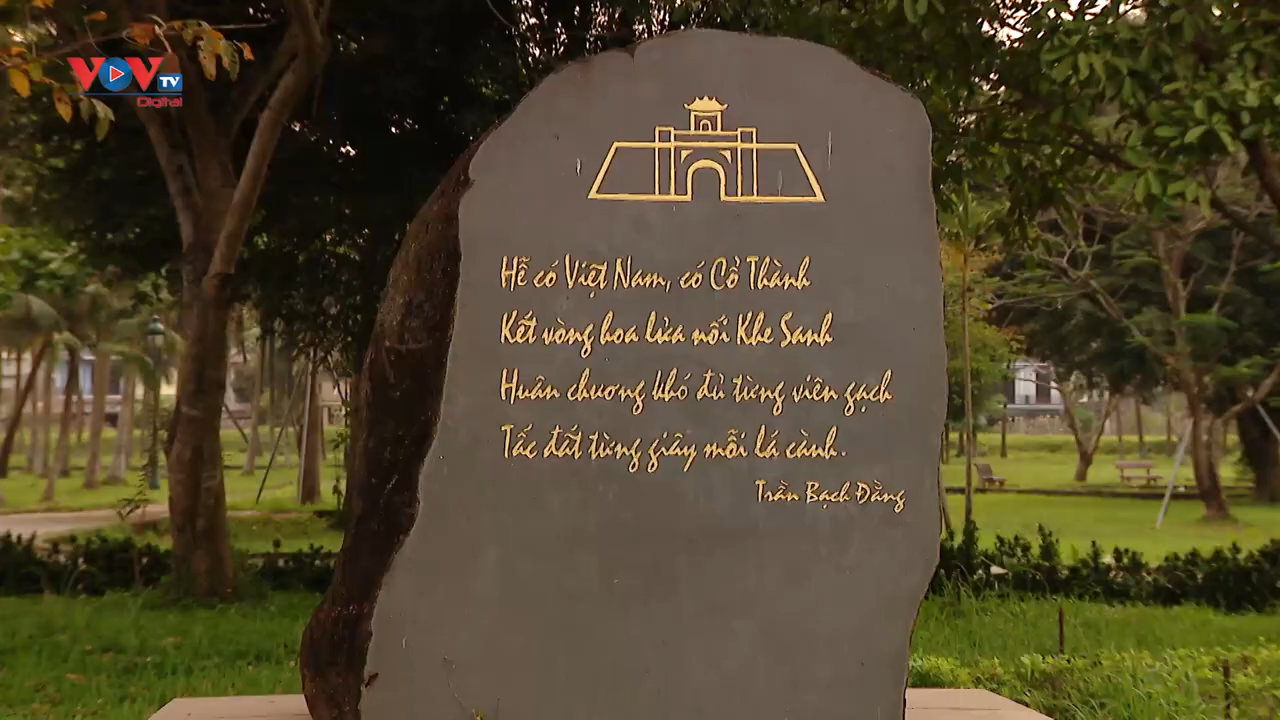 VOV TV
Digital
Hễ có Việt Nam, có Cổ Thành
Kết vòng hoa lửa nối Khe Sanh
Huân chương khó đủ từng viên gạch
Tấc đất từng giây mỗi lá cành.
Trần Bạch Đằng